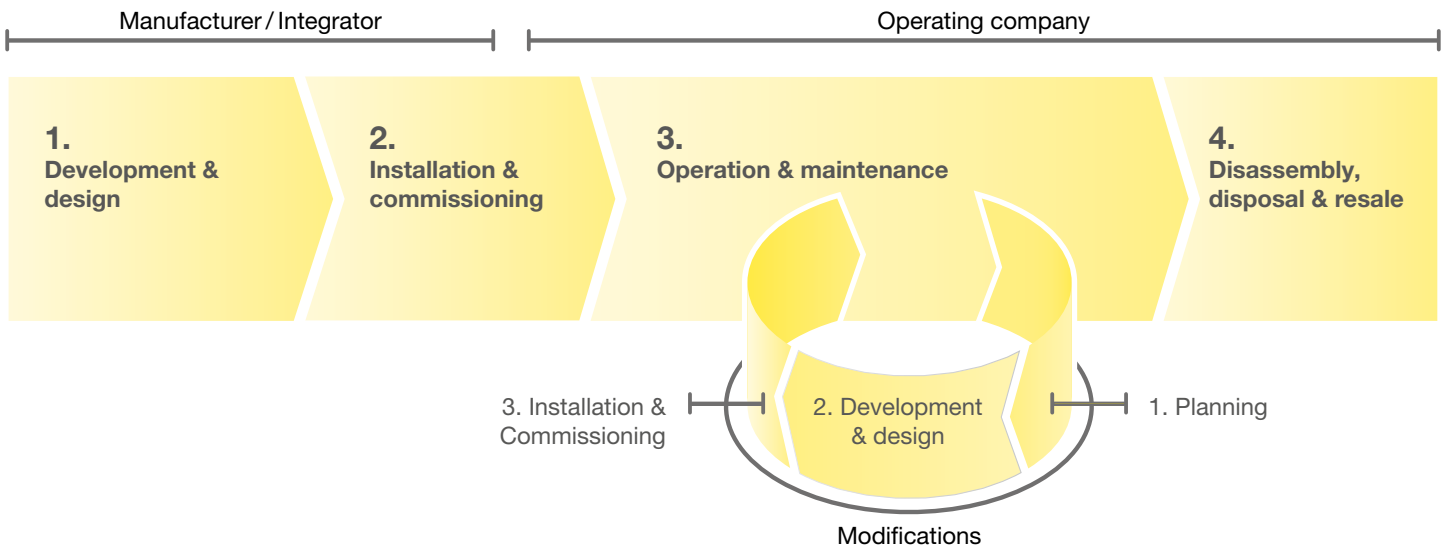 Manufacturer / Integrator
Operating company
1.
Development &
design
2.
Installation &
commissioning
3.
Operation & maintenance
4.
Disassembly,
disposal & resale
3. Installation &
Commissioning
2. Development
& design
1. Planning
Modifications